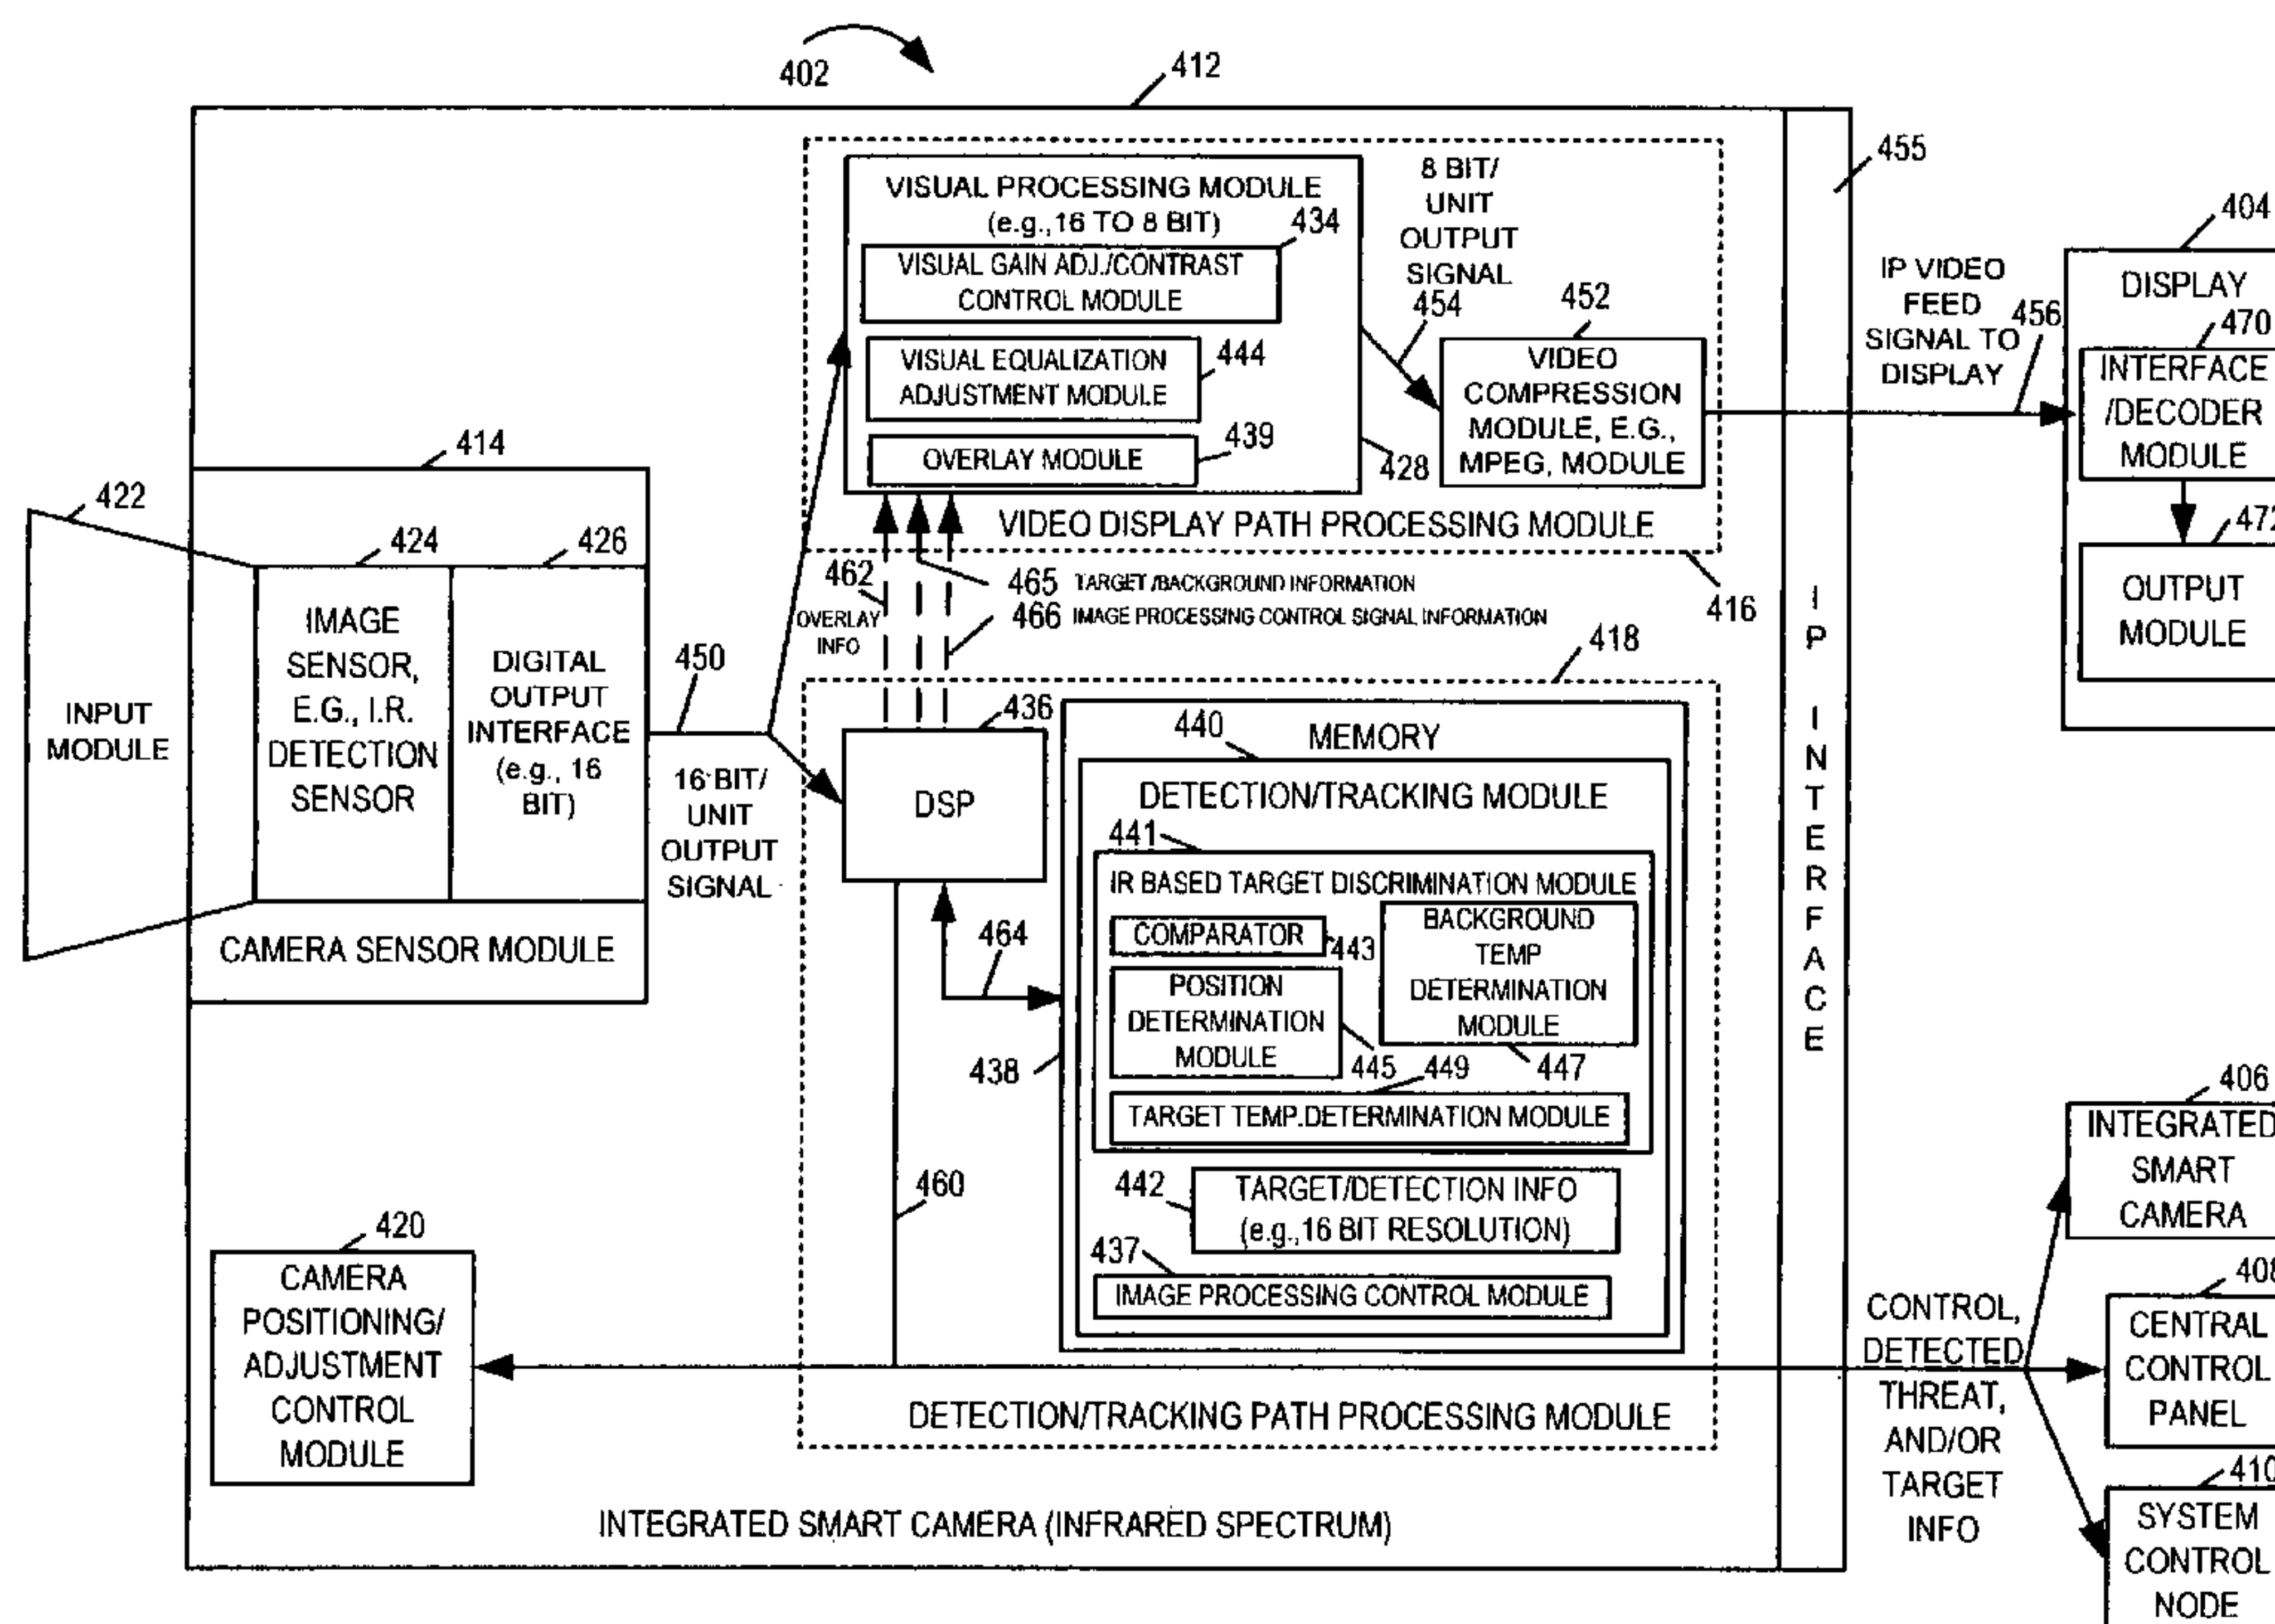 402
412
455
VISUAL PROCESSING MODULE
(e.g.,16 TO 8 BIT)
434
VISUAL GAIN ADJ./CONTRAST
CONTROL MODULE
VISUAL EQUALIZATION
ADJUSTMENT MODULE
444
OVERLAY MODULE
439
428
8 BIT/
UNIT
OUTPUT
SIGNAL
454
452
VIDEO
COMPRESSION
MODULE, E.G.,
MPEG, MODULE
VIDEO DISPLAY PATH PROCESSING MODULE
416
IP VIDEO
FEED
SIGNAL TO
DISPLAY
456
404
DISPLAY
470
INTERFACE
/DECODER
MODULE
472
OUTPUT
MODULE
414
422
424
426
INPUT
MODULE
IMAGE
SENSOR,
E.G., I.R.
DETECTION
SENSOR
DIGITAL
OUTPUT
INTERFACE
(e.g., 16
BIT)
CAMERA SENSOR MODULE
450
16 BIT/
UNIT
OUTPUT
SIGNAL
462
OVERLAY
INFO
465 TARGET /BACKGROUND INFORMATION
466 IMAGE PROCESSING CONTROL SIGNAL INFORMATION
418
436
DSP
464
438
440
MEMORY
DETECTION/TRACKING MODULE
441
IR BASED TARGET DISCRIMINATION MODULE
COMPARATOR
443
BACKGROUND
TEMP
DETERMINATION
MODULE
447
POSITION
DETERMINATION
MODULE
445
449
TARGET TEMP.DETERMINATION MODULE
442
TARGET/DETECTION INFO
(e.g.,16 BIT RESOLUTION)
437
IMAGE PROCESSING CONTROL MODULE
460
420
CAMERA
POSITIONING/
ADJUSTMENT
CONTROL
MODULE
DETECTION/TRACKING PATH PROCESSING MODULE
INTEGRATED SMART CAMERA (INFRARED SPECTRUM)
IP INTERFACE
CONTROL,
DETECTED
THREAT,
AND/OR
TARGET
INFO
406
INTEGRATED
SMART
CAMERA
408
CENTRAL
CONTROL
PANEL
410
SYSTEM
CONTROL
NODE